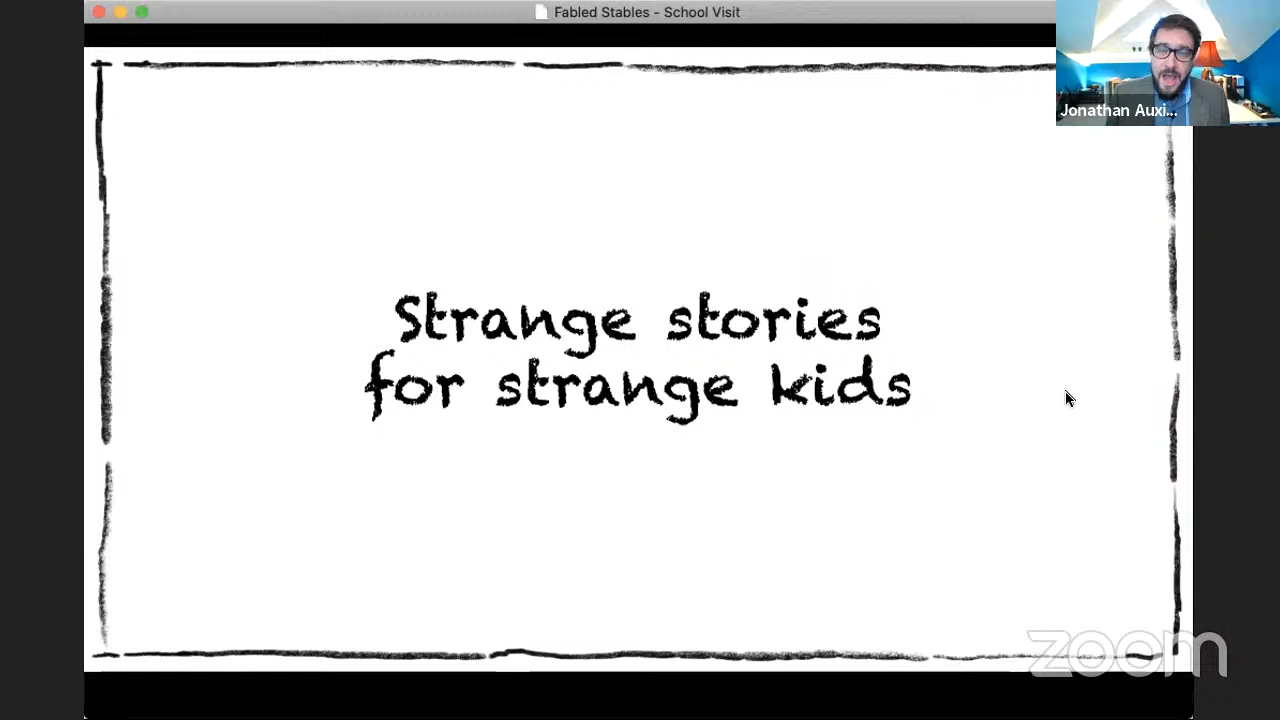 Fabled Stables - School Visit
Jonathan Auxi...
Strange stories
for strange kids
zoom